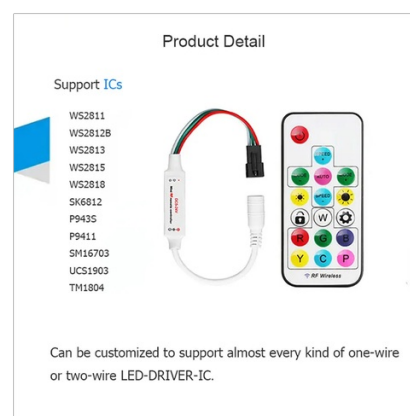 Product Detail
Support ICs
WS2811
WS2812B
WS2813
WS2815
WS2818
SK6812
P943S
P9411
SM16703
UCS1903
TM1804
W
R G B
Y C P
RF Wireless
Can be customized to support almost every kind of one-wire
or two-wire LED-DRIVER-IC.